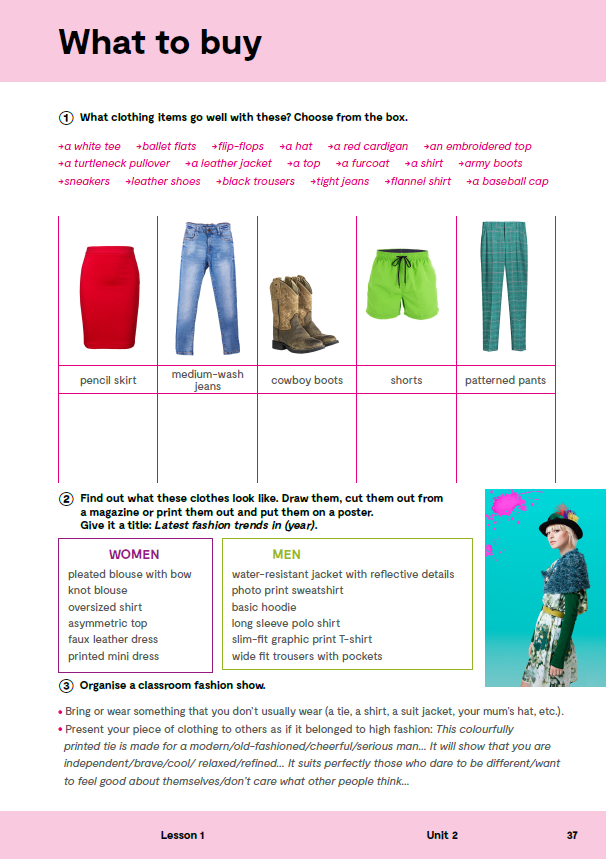 What to buy
1 What clothing items go well with these? Choose from the box.
→a white tee →ballet flats →flip-flops →a hat →a red cardigan →an embroidered top
→a turtleneck pullover →a leather jacket →a top →a furcoat →a shirt →army boots
→sneakers →leather shoes →black trousers →tight jeans →flannel shirt →a baseball cap
pencil skirt
medium-wash
jeans
cowboy boots
shorts
patterned pants
2 Find out what these clothes look like. Draw them, cut them out from
a magazine or print them out and put them on a poster.
Give it a title: Latest fashion trends in (year).
WOMEN
pleated blouse with bow
knot blouse
oversized shirt
asymmetric top
faux leather dress
printed mini dress
MEN
water-resistant jacket with reflective details
photo print sweatshirt
basic hoodie
long sleeve polo shirt
slim-fit graphic print T-shirt
wide fit trousers with pockets
3 Organise a classroom fashion show.
• Bring or wear something that you don't usually wear (a tie, a shirt, a suit jacket, your mum's hat, etc.).
• Present your piece of clothing to others as if it belonged to high fashion: This colourfully
printed tie is made for a modern/old-fashioned/cheerful/serious man... It will show that you are
independent/brave/cool/ relaxed/refined... It suits perfectly those who dare to be different/want
to feel good about themselves/don't care what other people think...
Lesson 1 Unit 2 37